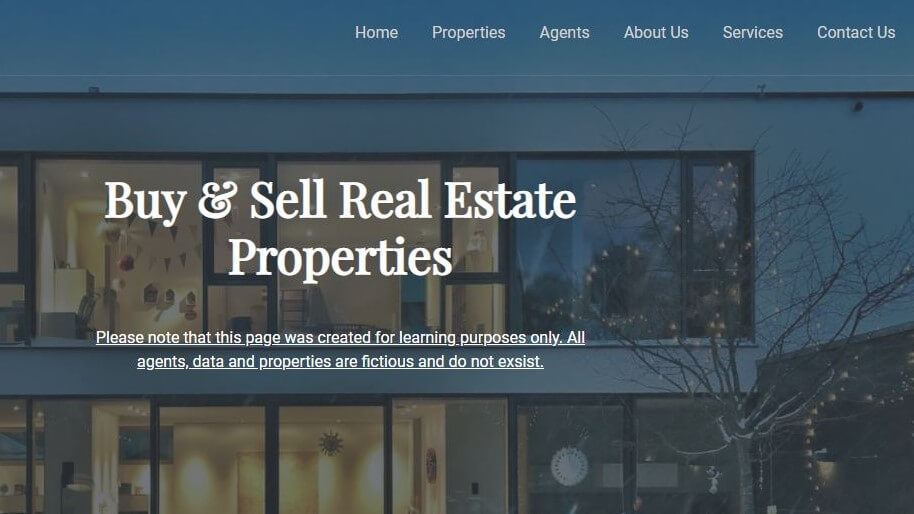 Home Properties Agents About Us Services Contact Us
Buy & Sell Real Estate
Properties
Please note that this page was created for learning purposes only. All
agents, data and properties are fictious and do not exsist.